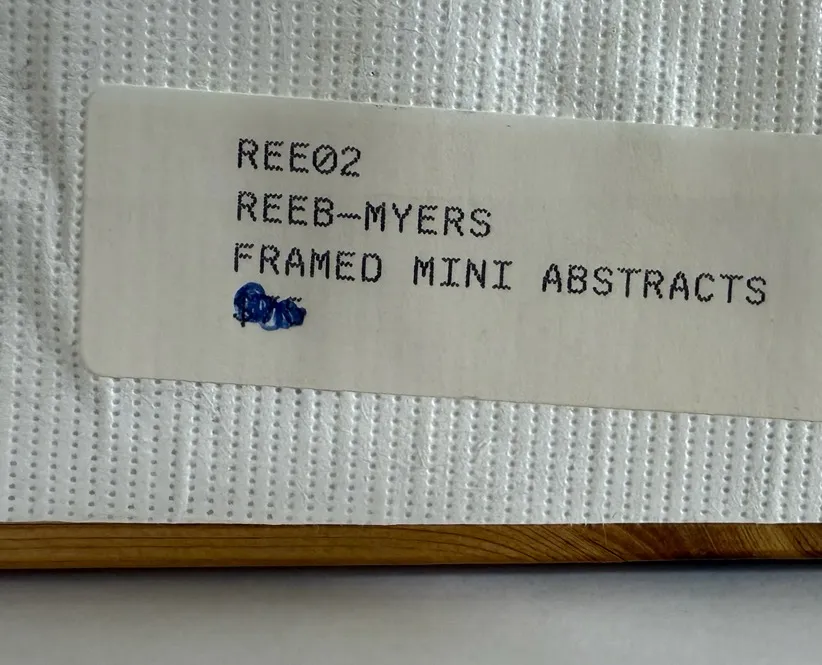 REE02
REEB-MYERS
FRAMED MINI ABSTRACTS